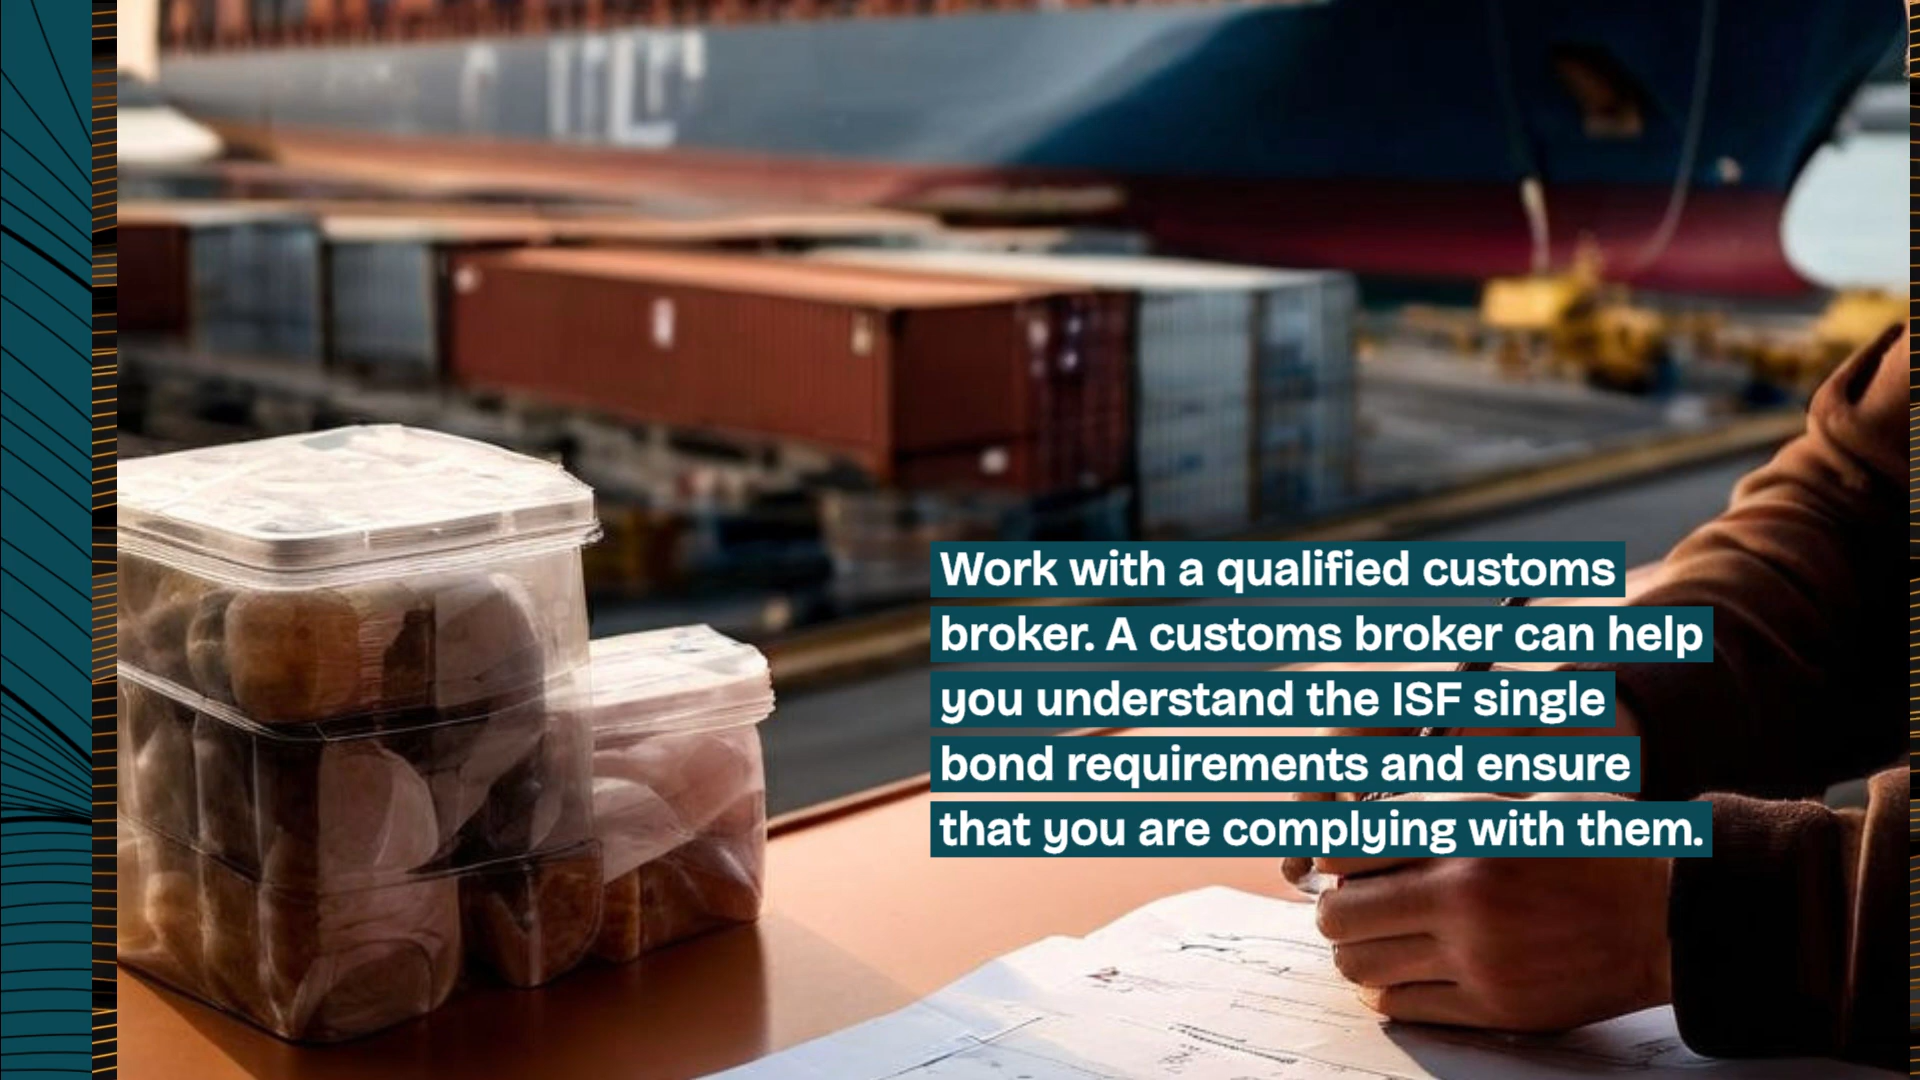 Work with a qualified customs
broker. A customs broker can help
you understand the ISF single
bond requirements and ensure
that you are complying with them.